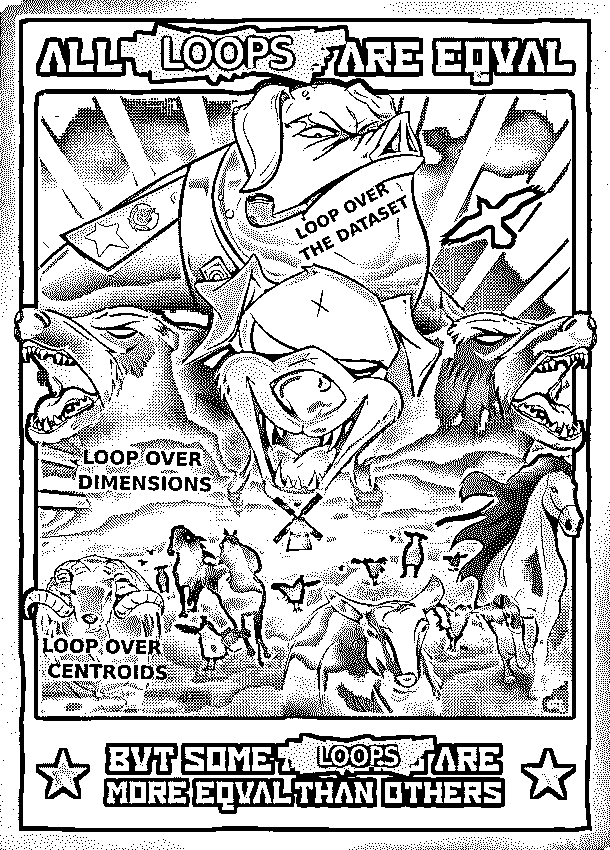 ALL LOOPS ARE EQVAL
LOOP OVER
THE DATASET
LOOP OVER
DIMENSIONS
LOOP OVER
CENTROIDS
BVT SOME LOOPS ARE
MORE EQVAL THAN OTHERS